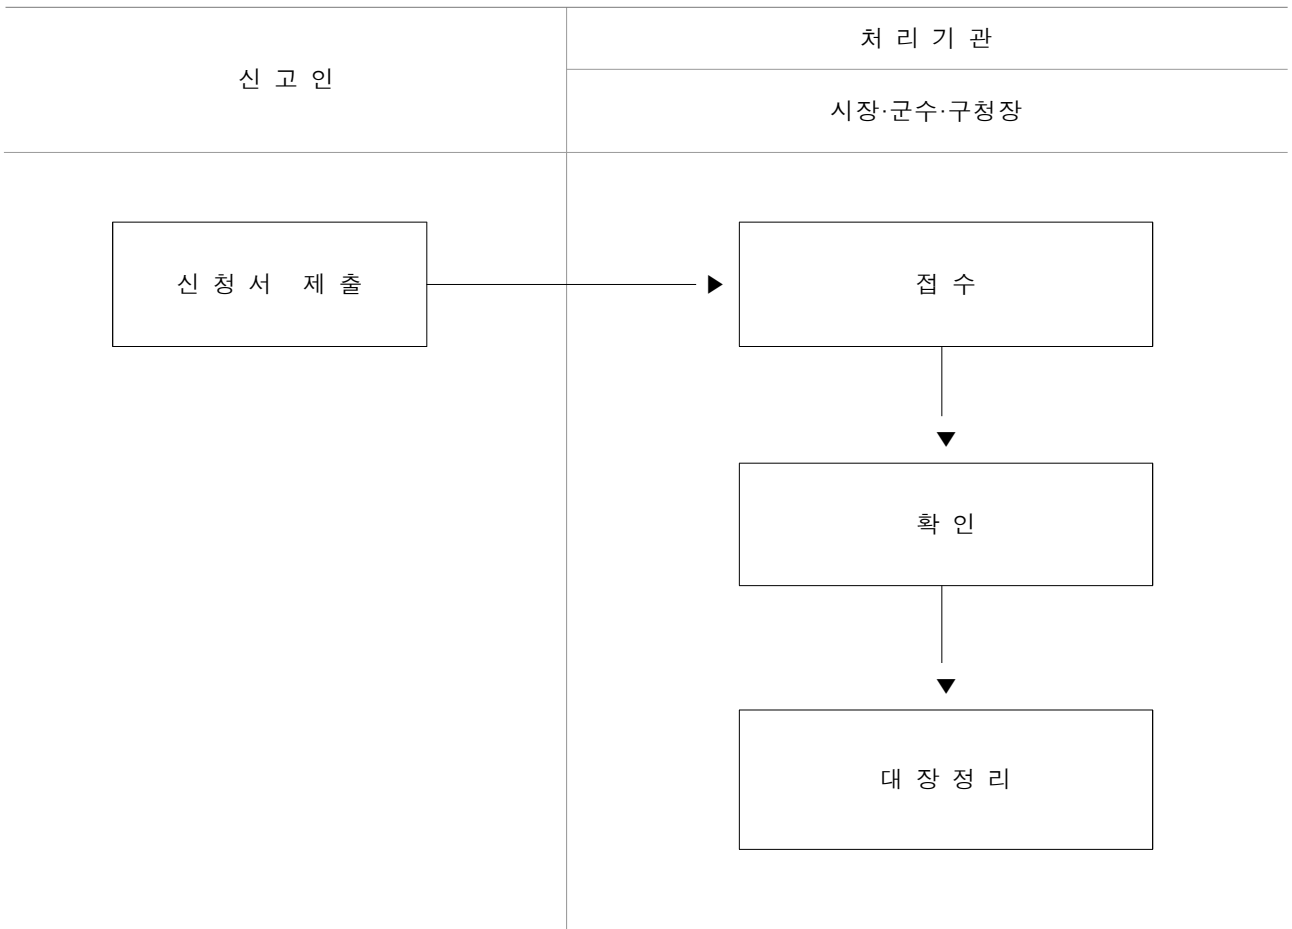 신 고 인
처 리 기 관
시장·군수·구청장
신 청 서 제 출
접 수
확 인
대 장 정 리